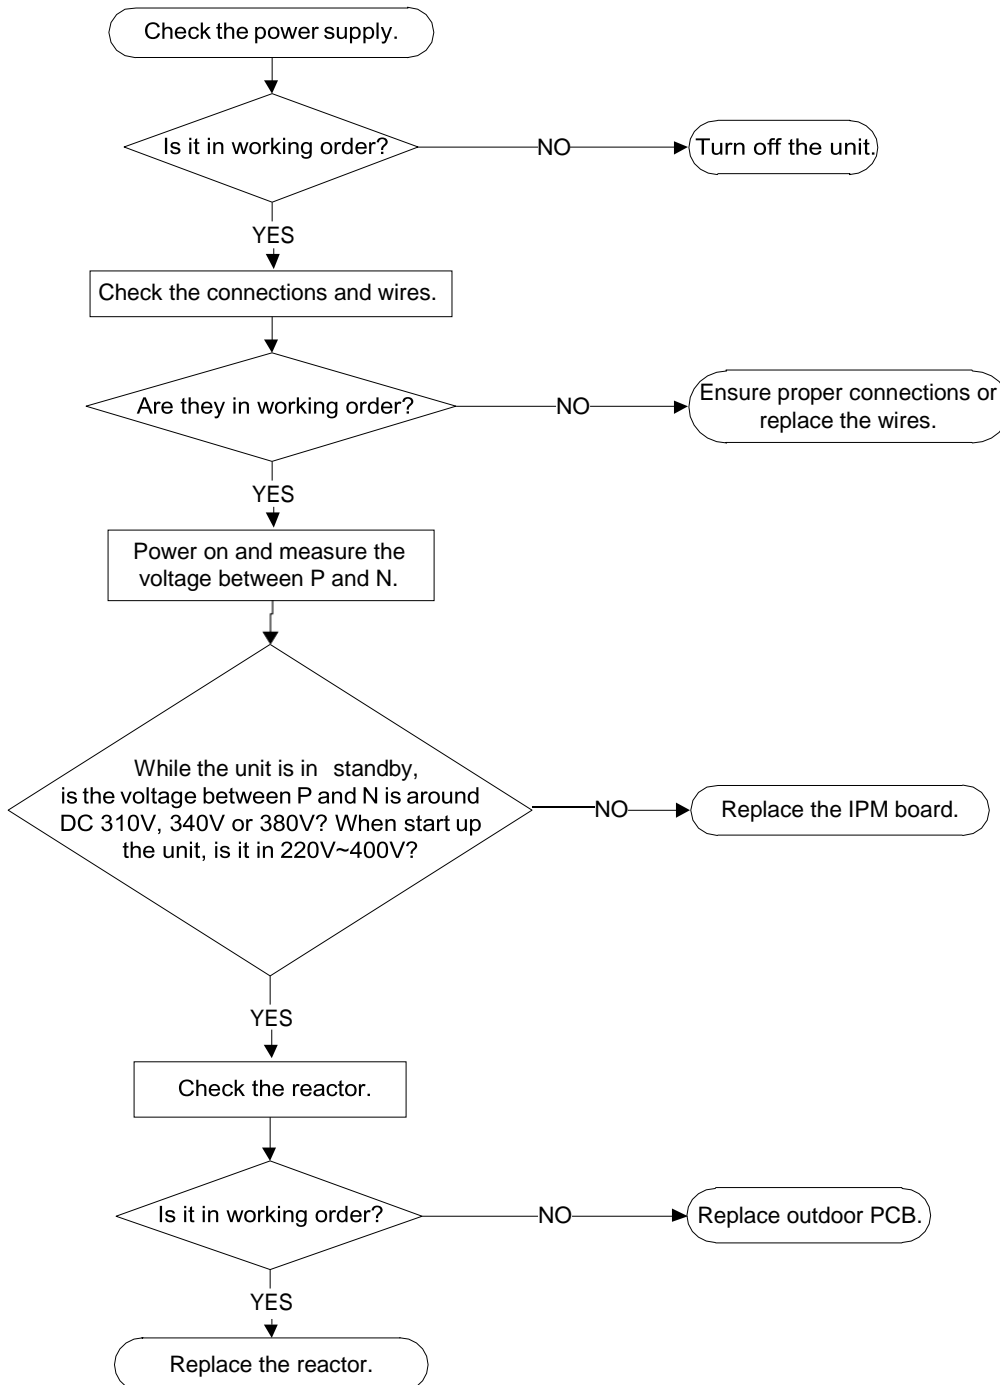 Check the power supply.
Is it in working order?
NO
Turn off the unit.
YES
Check the connections and wires.
Are they in working order?
NO
Ensure proper connections or
replace the wires.
YES
Power on and measure the
voltage between P and N.
While the unit is in standby,
is the voltage between P and N is around
DC 310V, 340V or 380V? When start up
the unit, is it in 220V~400V?
NO
Replace the IPM board.
YES
Check the reactor.
Is it in working order?
NO
Replace outdoor PCB.
YES
Replace the reactor.